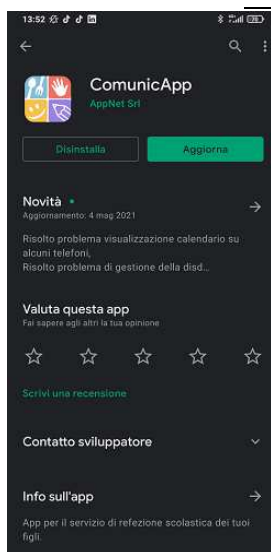 13:52
ComunicApp
AppNet Srl
Disinstalla
Aggiorna
Novità
Aggiornamento: 4 mag 2021
Risolto problema visualizzazione calendario su
alcuni telefoni,
Risolto problema di gestione della disd...
Valuta questa app
Fai sapere agli altri la tua opinione
Scrivi una recensione
Contatto sviluppatore
Info sull'app
App per il servizio di refezione scolastica dei tuoi
figli.